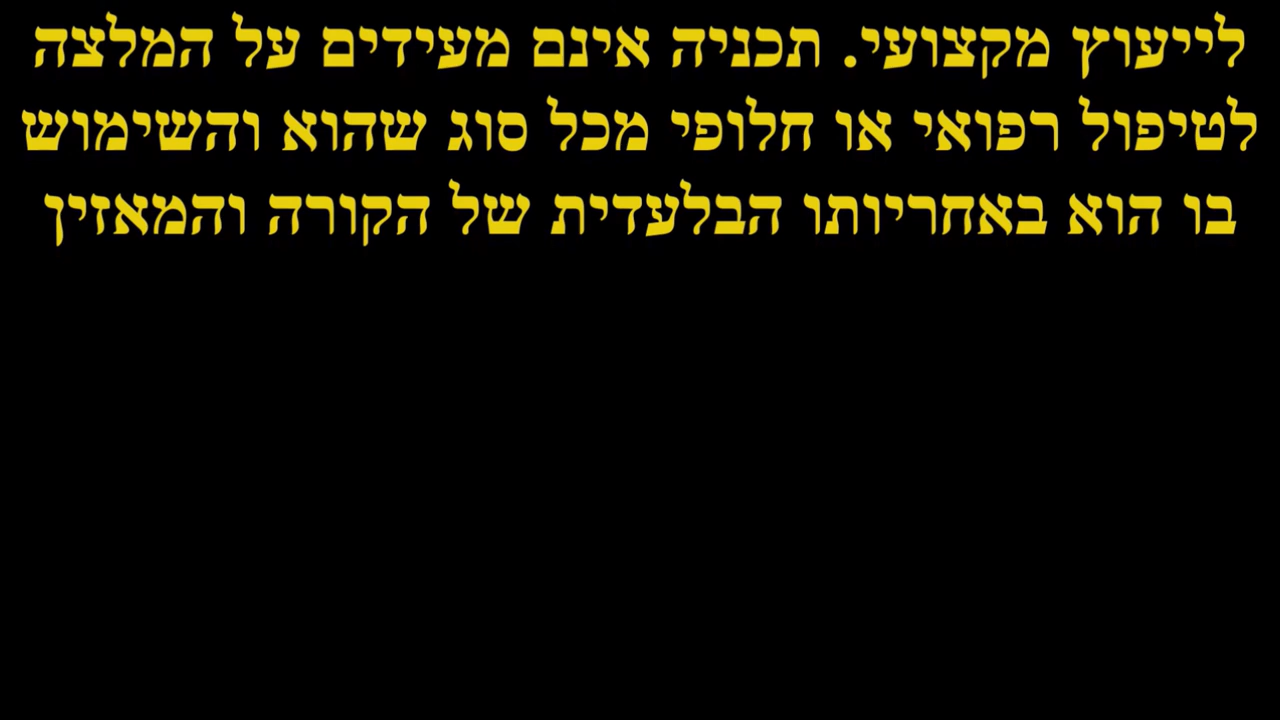 לייעוץ מקצועי. תכניה אינם מעידים על המלצה
לטיפול רפואי או חלופי מכל סוג שהוא והשימוש
בו הוא באחריותו הבלעדית של הקורה והמאזין